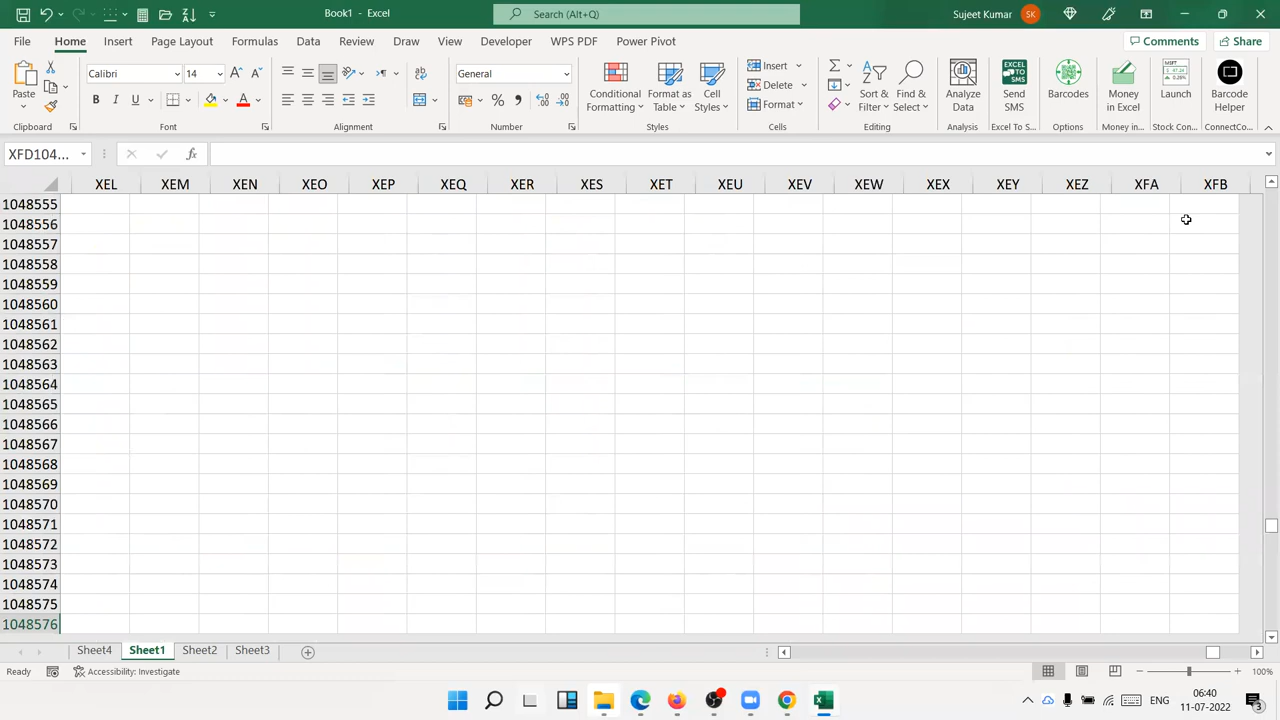 Book1 - Excel
Search (Alt+Q)
Sujeet Kumar
SK
File Home Insert Page Layout Formulas Data Review Draw View Developer WPS PDF Power Pivot
Comments
Share
Paste
Calibri
14
General
Conditional Formatting
Format as Table
Cell Styles
Insert
Delete
Format
Sort & Filter
Find & Select
Analyze Data
Send SMS
Barcodes
Money in Excel
Launch
Barcode Helper
Clipboard Font Alignment Number Styles Cells Editing Analysis Excel To S... Options Money in... Stock Con... ConnectCo...
XFD104...
fx
XEL XEM XEN XEO XEP XEQ XER XES XET XEU XEV XEW XEX XEY XEZ XFA XFB
1048555
1048556
1048557
1048558
1048559
1048560
1048561
1048562
1048563
1048564
1048565
1048566
1048567
1048568
1048569
1048570
1048571
1048572
1048573
1048574
1048575
1048576
Sheet4 Sheet1 Sheet2 Sheet3
Ready
Accessibility: Investigate
100%
ENG
06:40
11-07-2022
3